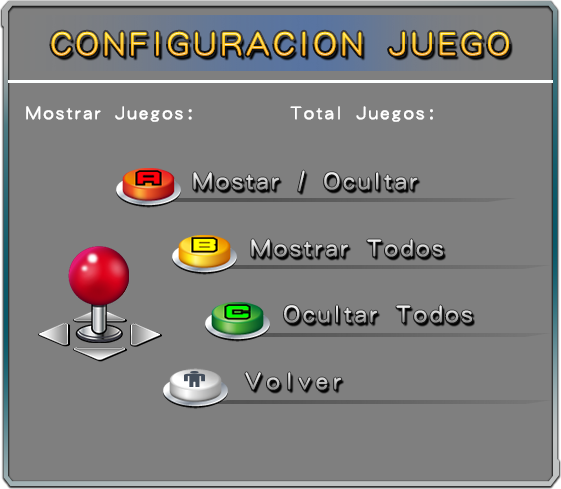 CONFIGURACION JUEGO
Mostrar Juegos: Total Juegos:
A Mostar / Ocultar
B Mostrar Todos
C Ocultar Todos
Volver